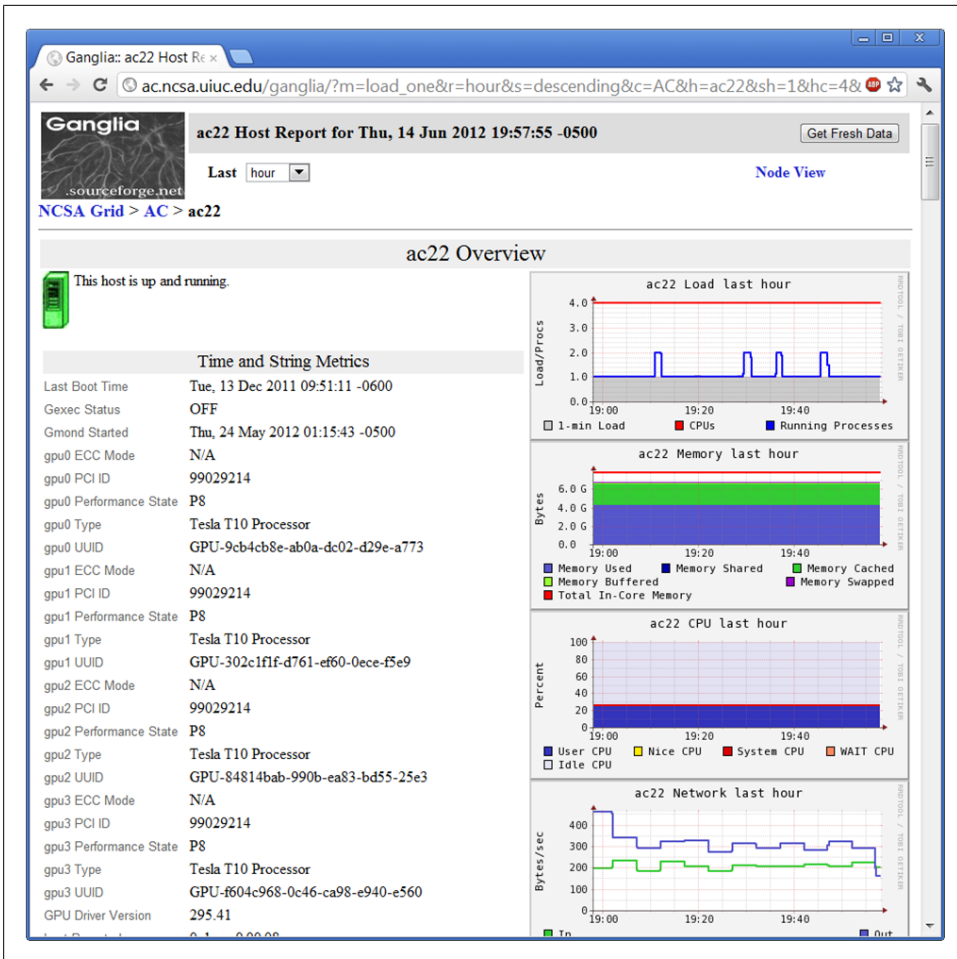 Ganglia:: ac22 Host Re
ac.ncsa.uiuc.edu/ganglia/?m=load_one&r=hour&s=descending&c=AC&h=ac22&sh=1&hc=4&
ABP
Ganglia
.sourceforge.net
ac22 Host Report for Thu, 14 Jun 2012 19:57:55 -0500
Get Fresh Data
Last hour
Node View
NCSA Grid > AC > ac22
ac22 Overview
This host is up and running.
Time and String Metrics
Last Boot Time Tue, 13 Dec 2011 09:51:11 -0600
Gexec Status OFF
Gmond Started Thu, 24 May 2012 01:15:43 -0500
gpu0 ECC Mode N/A
gpu0 PCI ID 99029214
gpu0 Performance State P8
gpu0 Type Tesla T10 Processor
gpu0 UUID GPU-9cb4cb8e-ab0a-dc02-d29e-a773
gpu1 ECC Mode N/A
gpu1 PCI ID 99029214
gpu1 Performance State P8
gpu1 Type Tesla T10 Processor
gpu1 UUID GPU-302c1f1f-d761-ef60-0ece-f5e9
gpu2 ECC Mode N/A
gpu2 PCI ID 99029214
gpu2 Performance State P8
gpu2 Type Tesla T10 Processor
gpu2 UUID GPU-84814bab-990b-ea83-bd55-25e3
gpu3 ECC Mode N/A
gpu3 PCI ID 99029214
gpu3 Performance State P8
gpu3 Type Tesla T10 Processor
gpu3 UUID GPU-f604c968-0c46-ca98-e940-e560
GPU Driver Version 295.41
ac22 Load last hour
RRDTOOL / TOBI OETIKER
Load/Procs
4.0
3.0
2.0
1.0
0.0
19:00 19:20 19:40
1-min Load CPUs Running Processes
ac22 Memory last hour
RRDTOOL / TOBI OETIKER
Bytes
6.0 G
4.0 G
2.0 G
0.0
19:00 19:20 19:40
Memory Used Memory Shared Memory Cached
Memory Buffered Memory Swapped
Total In-Core Memory
ac22 CPU last hour
RRDTOOL / TOBI OETIKER
Percent
100
80
60
40
20
0
19:00 19:20 19:40
User CPU Nice CPU System CPU WAIT CPU
Idle CPU
ac22 Network last hour
RRDTOOL / TOBI OETIKER
Bytes/sec
400
300
200
100
0
19:00 19:20 19:40
In Out